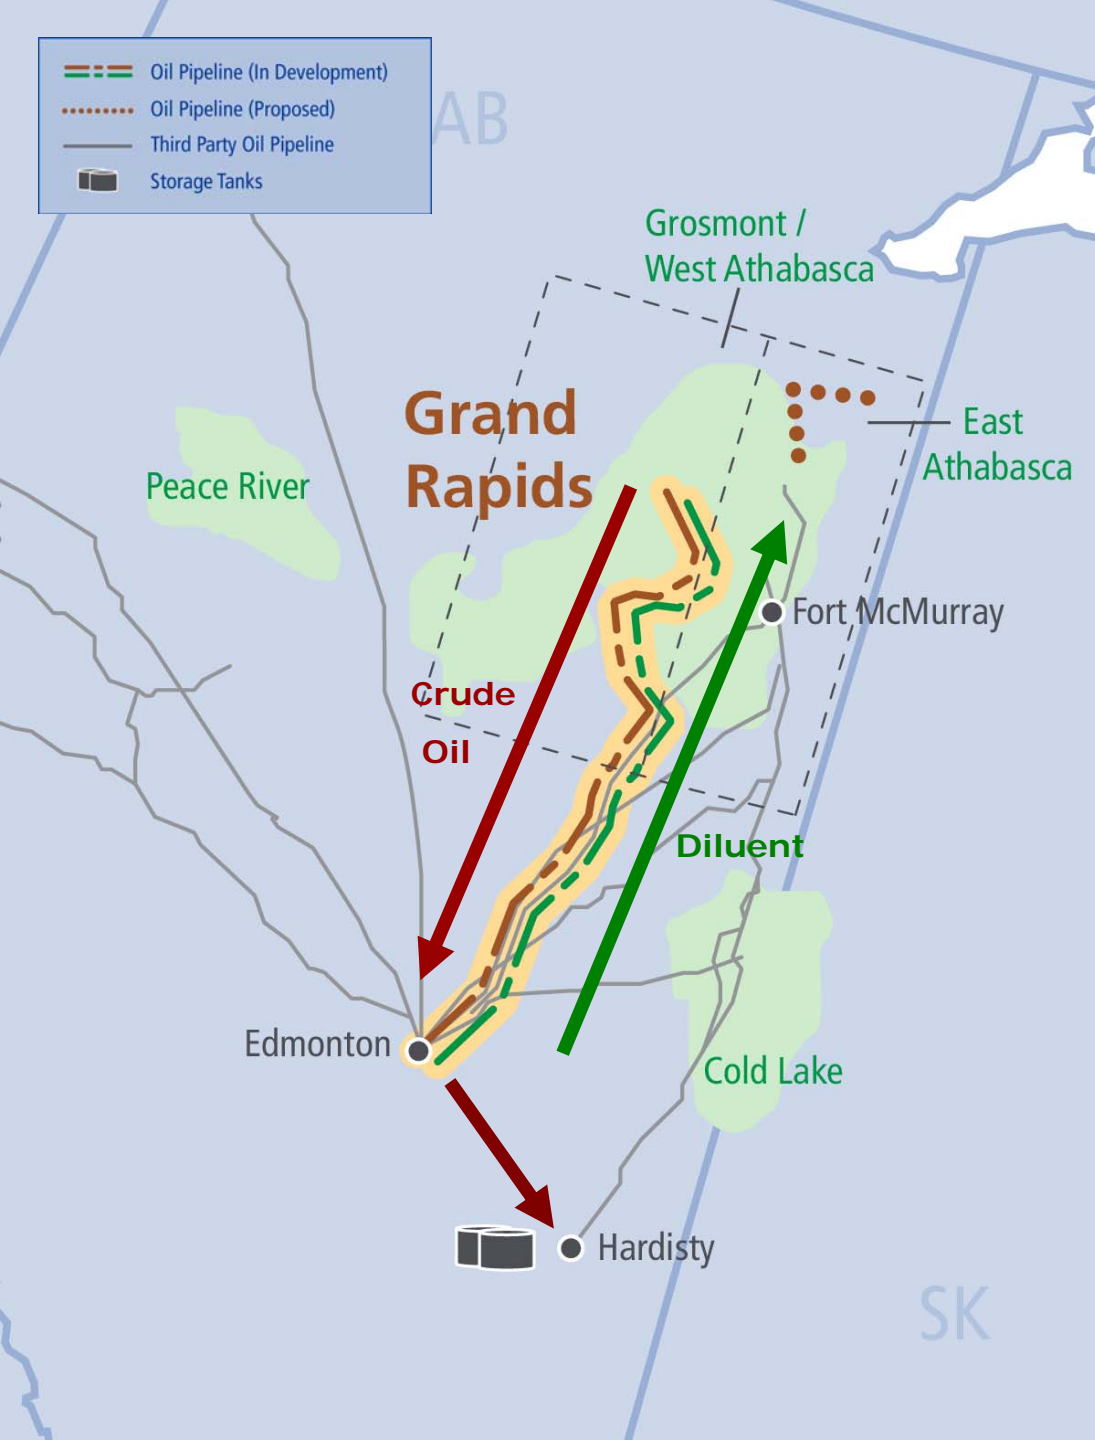 Oil Pipeline (In Development)
Oil Pipeline (Proposed)
Third Party Oil Pipeline
Storage Tanks
AB
Grosmont /
West Athabasca
Grand
Rapids
East
Athabasca
Peace River
Fort McMurray
Crude
Oil
Diluent
Edmonton
Cold Lake
Hardisty
SK